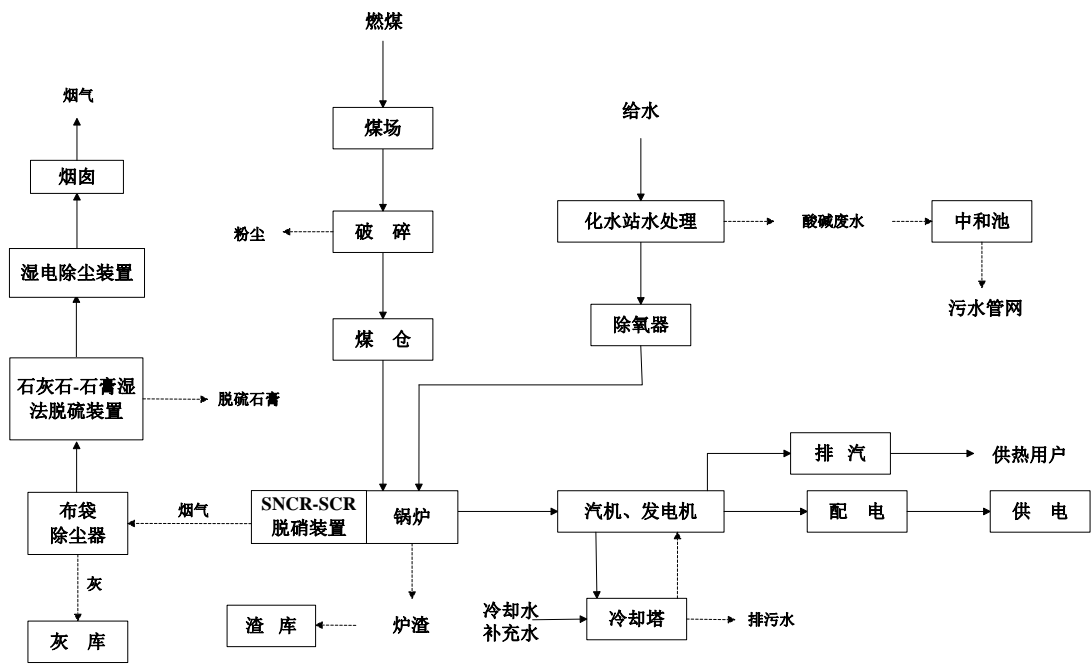 燃煤
烟气
煤场
给水
烟囱
粉尘
破 碎
化水站水处理
酸碱废水
中和池
湿电除尘装置
污水管网
煤 仓
除氧器
石灰石-石膏湿
法脱硫装置
脱硫石膏
排 汽
供热用户
布袋
除尘器
烟气
SNCR-SCR
脱硝装置
锅炉
汽机、发电机
配 电
供 电
灰
灰 库
渣 库
炉渣
冷却水
补充水
冷却塔
排污水